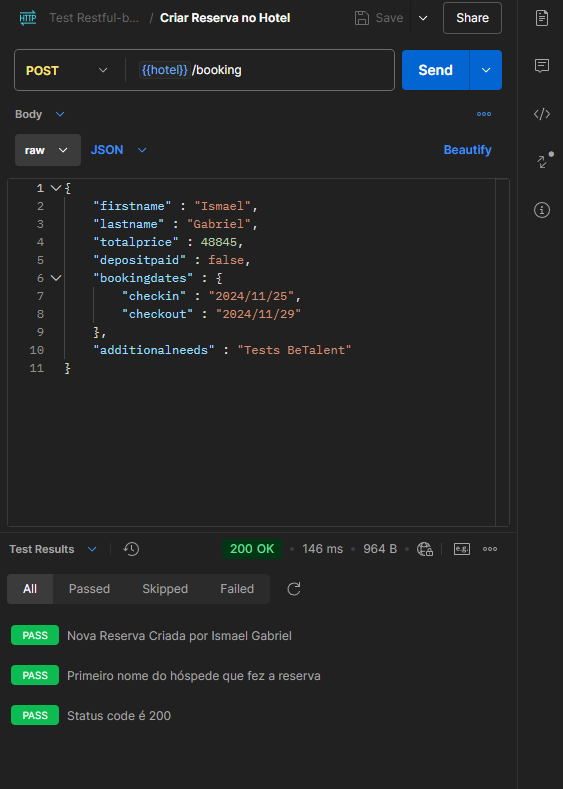 HTTP Test Restful-b... / Criar Reserva no Hotel Save Share
POST {{hotel}} /booking Send
Body
raw JSON Beautify
1 {
2 "firstname" : "Ismael",
3 "lastname" : "Gabriel",
4 "totalprice" : 48845,
5 "depositpaid" : false,
6 "bookingdates" : {
7 "checkin" : "2024/11/25",
8 "checkout" : "2024/11/29"
9 },
10 "additionalneeds" : "Tests BeTalent"
11 }
Test Results 200 OK • 146 ms • 964 B • e.g.
All Passed Skipped Failed
PASS Nova Reserva Criada por Ismael Gabriel
PASS Primeiro nome do hóspede que fez a reserva
PASS Status code é 200